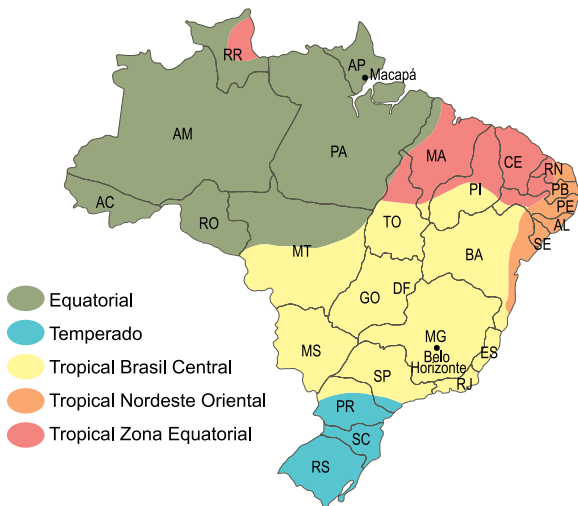 RR
AP
Macapá
AM
PA
MA
CE
RN
PB
PE
AL
SE
PI
AC
RO
TO
BA
MT
GO
DF
MG
Belo
Horizonte
ES
MS
SP
RJ
PR
SC
RS
Equatorial
Temperado
Tropical Brasil Central
Tropical Nordeste Oriental
Tropical Zona Equatorial